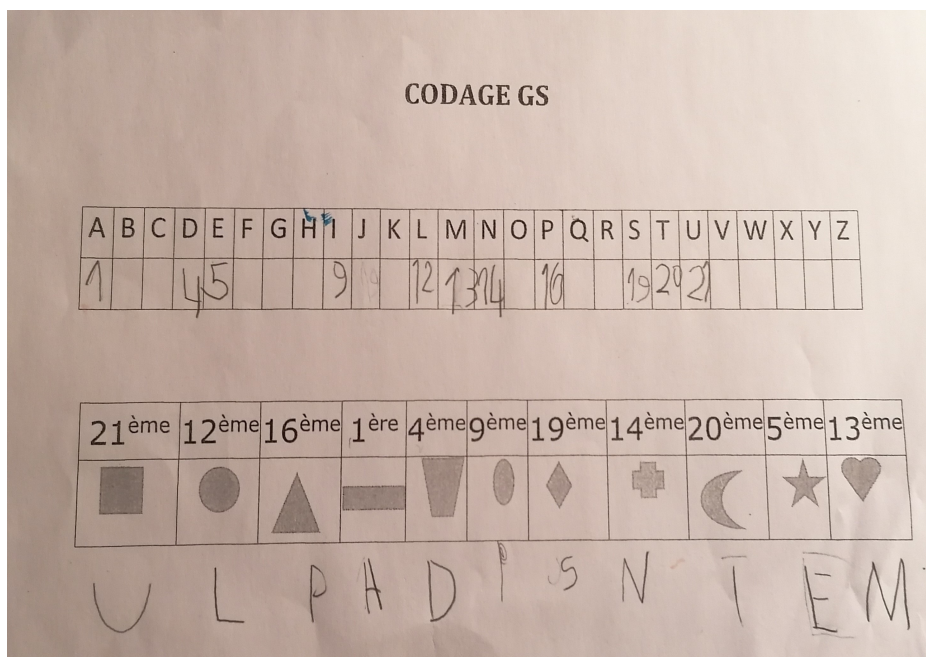 CODAGE GS
A B C D E F G H I J K L M N O P Q R S T U V W X Y Z
1 4 5 9 12 13 14 16 19 20 21
21ème 12ème 16ème 1ère 4ème 9ème 19ème 14ème 20ème 5ème 13ème
U L P A D i S N T E M